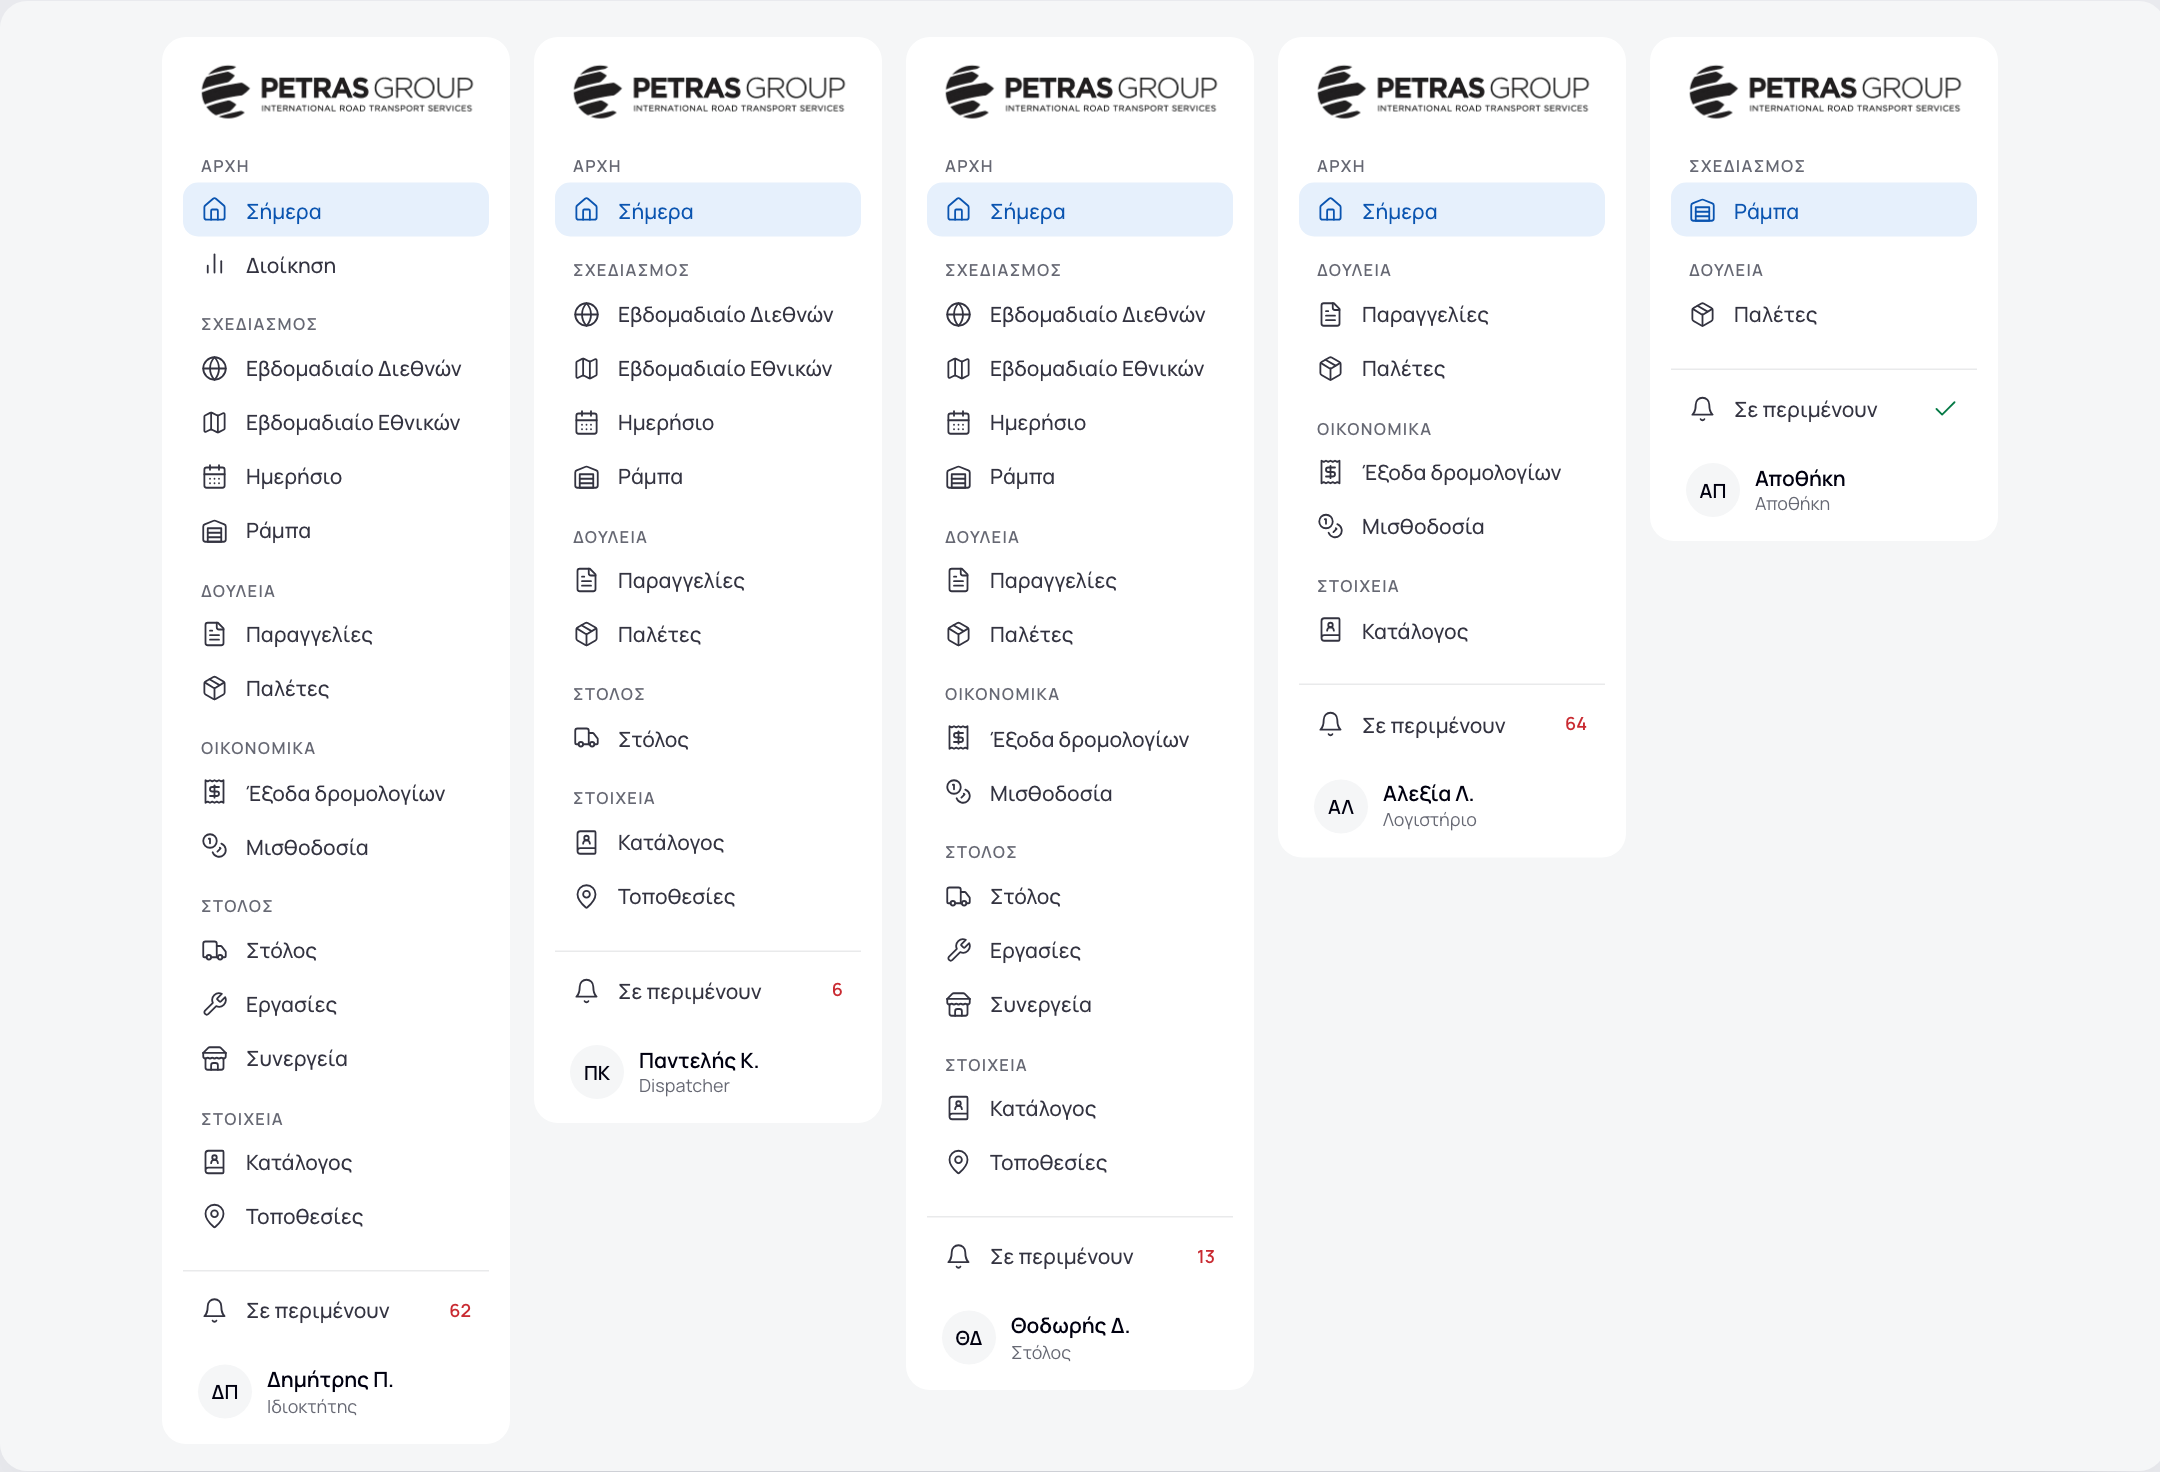 PETRAS GROUP
INTERNATIONAL ROAD TRANSPORT SERVICES
ΑΡΧΗ
Σήμερα
Διοίκηση
ΣΧΕΔΙΑΣΜΟΣ
Εβδομαδιαίο Διεθνών
Εβδομαδιαίο Εθνικών
Ημερήσιο
Ράμπα
ΔΟΥΛΕΙΑ
Παραγγελίες
Παλέτες
ΟΙΚΟΝΟΜΙΚΑ
Έξοδα δρομολογίων
Μισθοδοσία
ΣΤΟΛΟΣ
Στόλος
Εργασίες
Συνεργεία
ΣΤΟΙΧΕΙΑ
Κατάλογος
Τοποθεσίες
Σε περιμένουν 62
ΔΠ
Δημήτρης Π.
Ιδιοκτήτης
PETRAS GROUP
INTERNATIONAL ROAD TRANSPORT SERVICES
ΑΡΧΗ
Σήμερα
ΣΧΕΔΙΑΣΜΟΣ
Εβδομαδιαίο Διεθνών
Εβδομαδιαίο Εθνικών
Ημερήσιο
Ράμπα
ΔΟΥΛΕΙΑ
Παραγγελίες
Παλέτες
ΣΤΟΛΟΣ
Στόλος
ΣΤΟΙΧΕΙΑ
Κατάλογος
Τοποθεσίες
Σε περιμένουν 6
ΠΚ
Παντελής Κ.
Dispatcher
PETRAS GROUP
INTERNATIONAL ROAD TRANSPORT SERVICES
ΑΡΧΗ
Σήμερα
ΣΧΕΔΙΑΣΜΟΣ
Εβδομαδιαίο Διεθνών
Εβδομαδιαίο Εθνικών
Ημερήσιο
Ράμπα
ΔΟΥΛΕΙΑ
Παραγγελίες
Παλέτες
ΟΙΚΟΝΟΜΙΚΑ
Έξοδα δρομολογίων
Μισθοδοσία
ΣΤΟΛΟΣ
Στόλος
Εργασίες
Συνεργεία
ΣΤΟΙΧΕΙΑ
Κατάλογος
Τοποθεσίες
Σε περιμένουν 13
ΘΔ
Θοδωρής Δ.
Στόλος
PETRAS GROUP
INTERNATIONAL ROAD TRANSPORT SERVICES
ΑΡΧΗ
Σήμερα
ΔΟΥΛΕΙΑ
Παραγγελίες
Παλέτες
ΟΙΚΟΝΟΜΙΚΑ
Έξοδα δρομολογίων
Μισθοδοσία
ΣΤΟΙΧΕΙΑ
Κατάλογος
Σε περιμένουν 64
ΑΛ
Αλεξία Λ.
Λογιστήριο
PETRAS GROUP
INTERNATIONAL ROAD TRANSPORT SERVICES
ΣΧΕΔΙΑΣΜΟΣ
Ράμπα
ΔΟΥΛΕΙΑ
Παλέτες
Σε περιμένουν
ΑΠ
Αποθήκη
Αποθήκη